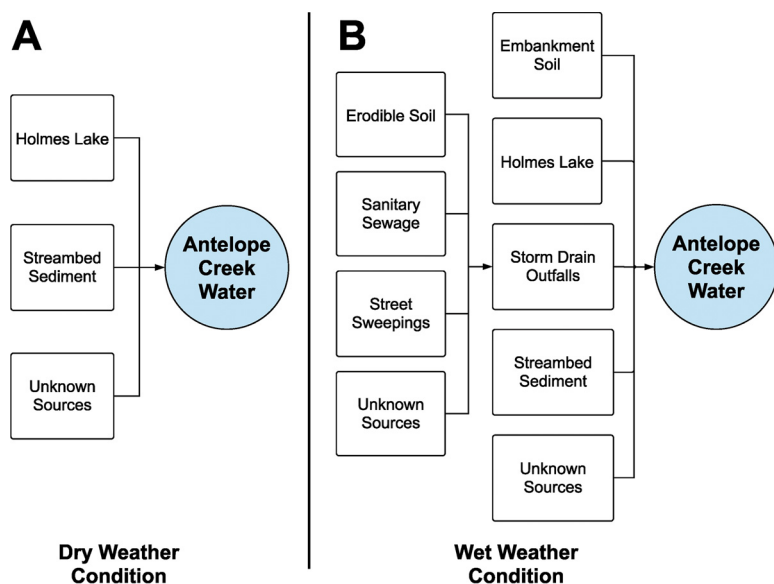 A
Holmes Lake
Streambed
Sediment
Unknown
Sources
Antelope
Creek
Water
Dry Weather
Condition
B
Erodible Soil
Sanitary
Sewage
Street
Sweepings
Unknown
Sources
Embankment
Soil
Holmes Lake
Storm Drain
Outfalls
Streambed
Sediment
Unknown
Sources
Antelope
Creek
Water
Wet Weather
Condition